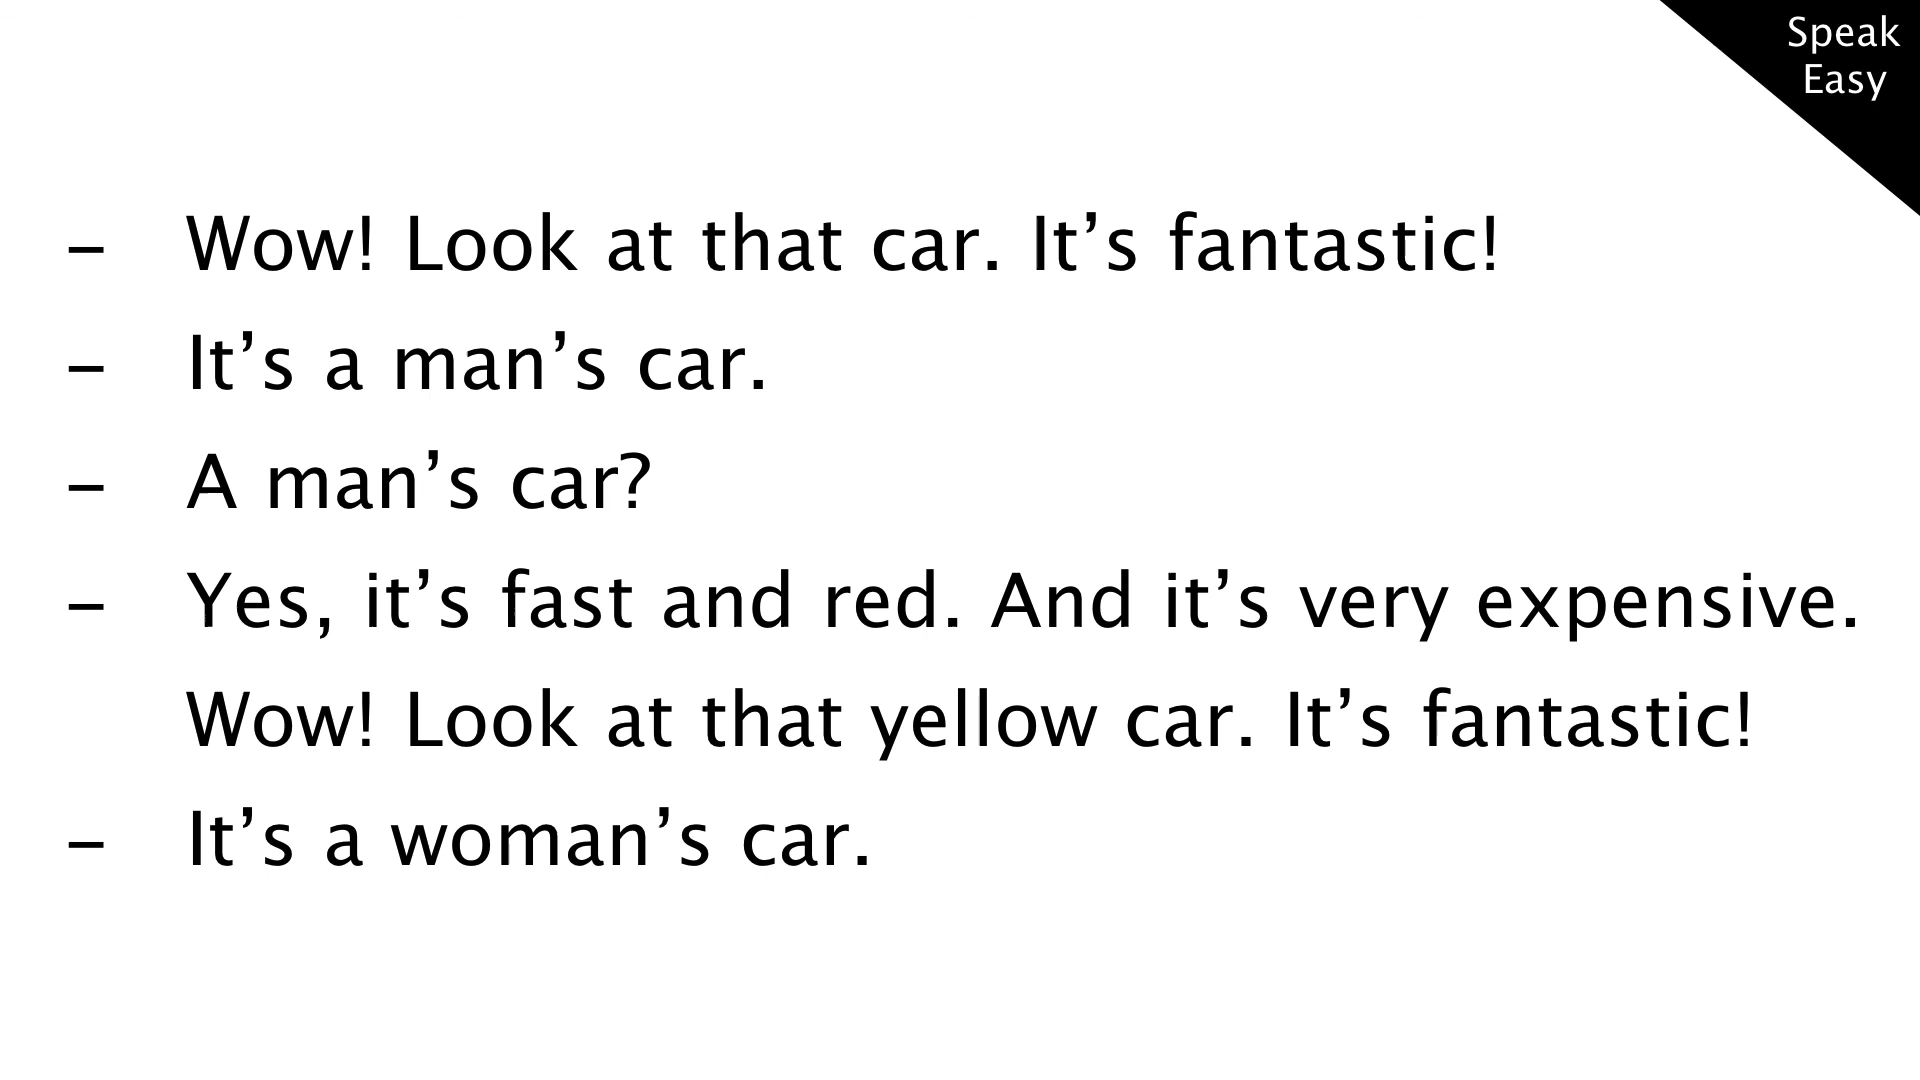 Speak
Easy
– Wow! Look at that car. It’s fantastic!
– It’s a man’s car.
– A man’s car?
– Yes, it’s fast and red. And it’s very expensive.
Wow! Look at that yellow car. It’s fantastic!
– It’s a woman’s car.